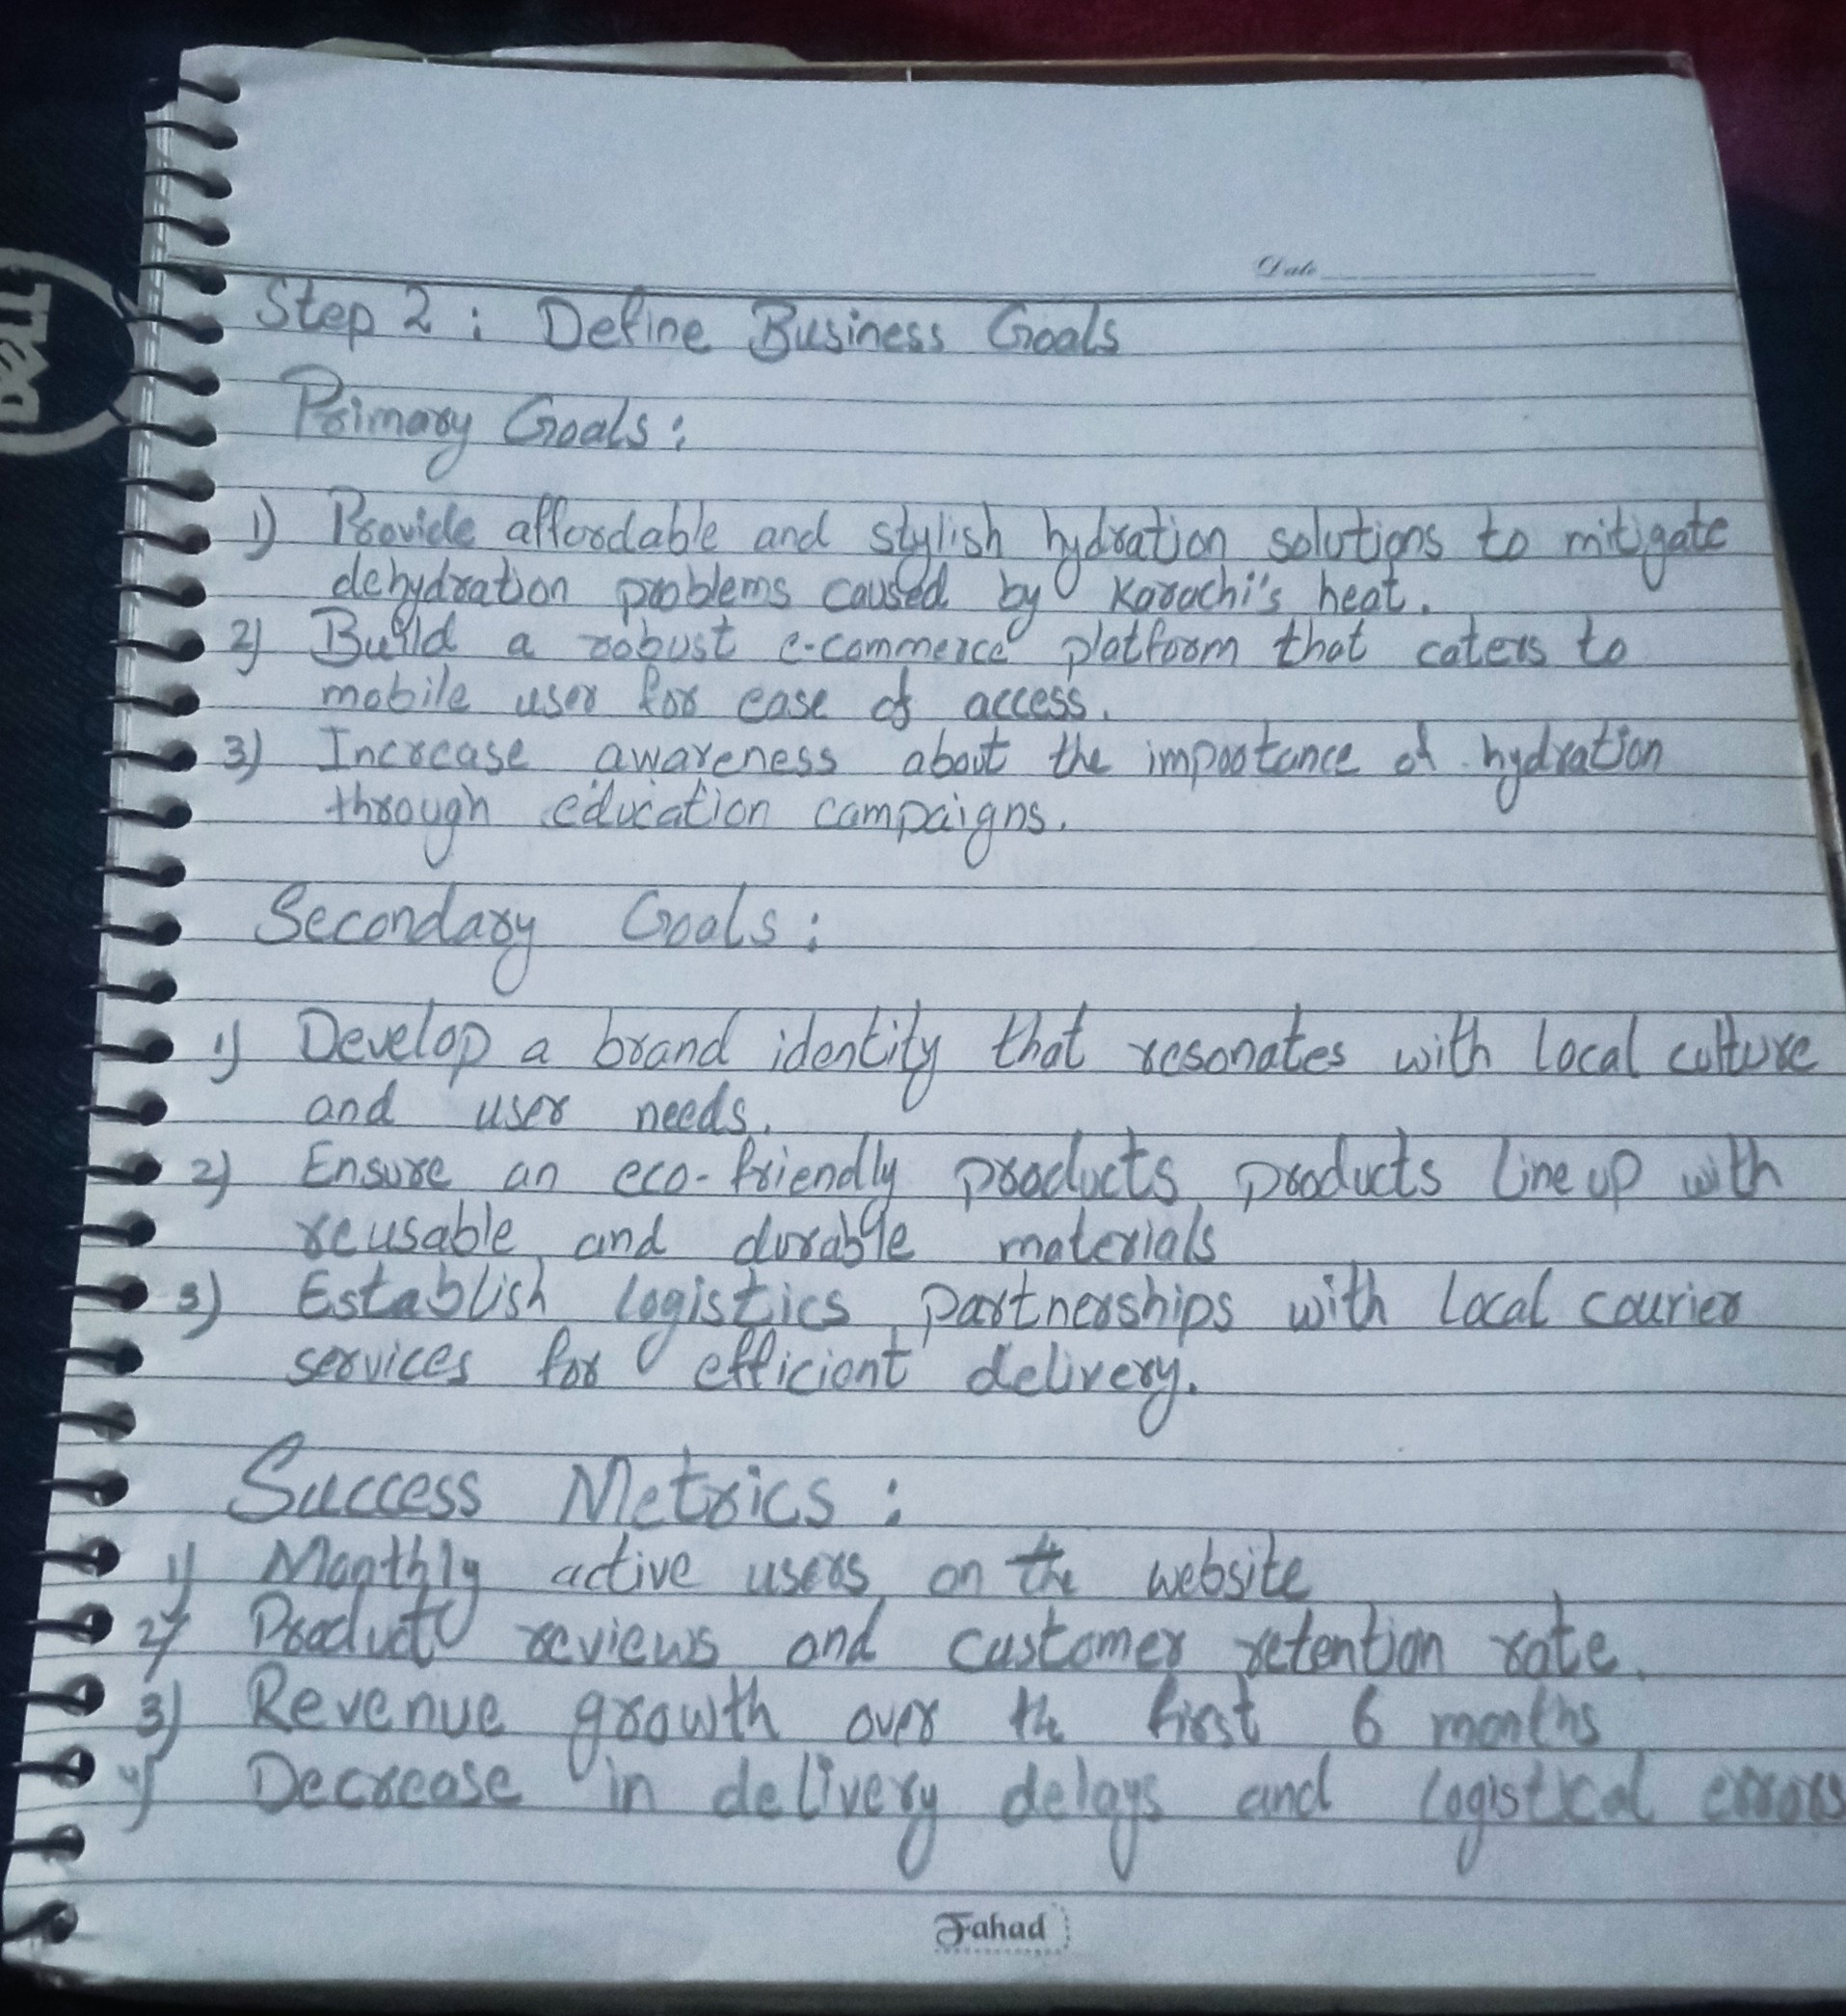 Date
Step 2 : Define Business Goals
Primary Goals :
1) Provide affordable and stylish hydration solutions to mitigate
dehydration problems caused by Karachi's heat.
2) Build a robust e-commerce platform that caters to
mobile user for ease of access.
3) Increase awareness about the importance of hydration
through education campaigns.
Secondary Goals :
1) Develop a brand identity that resonates with local culture
and user needs.
2) Ensure an eco-friendly products products line up with
reusable and durable materials
3) Establish logistics partnerships with local courier
services for efficient delivery.
Success Metrics :
1) Monthly active users on the website
2) Product reviews and customer retention rate.
3) Revenue growth over the first 6 months
4) Decrease in delivery delays and logistical errors
Fahad
DELL